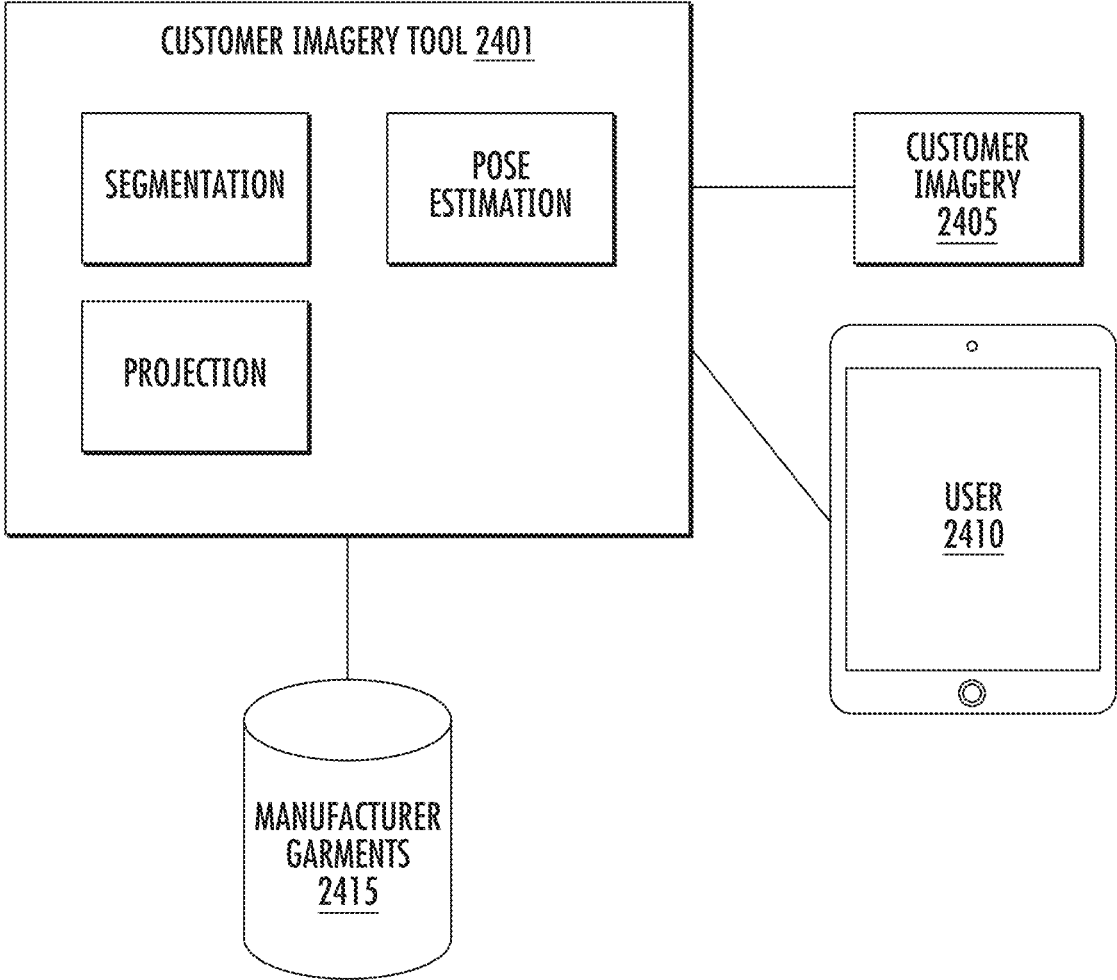 CUSTOMER IMAGERY TOOL 2401
SEGMENTATION
POSE
ESTIMATION
CUSTOMER
IMAGERY
2405
PROJECTION
USER
2410
MANUFACTURER
GARMENTS
2415